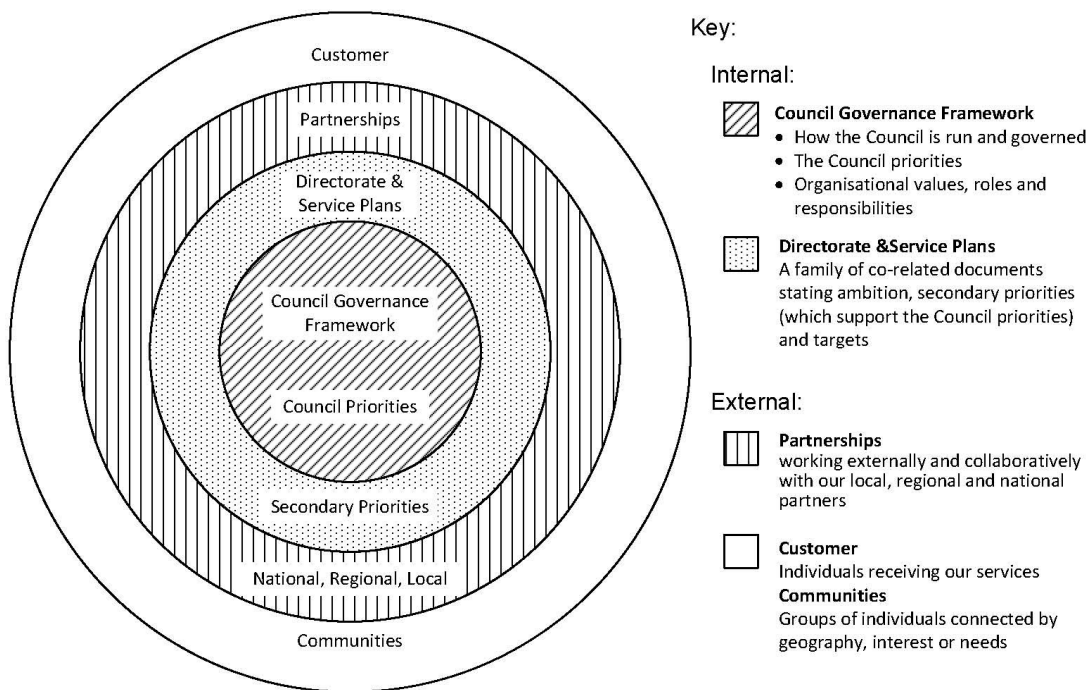 Customer
Partnerships
Directorate &
Service Plans
Council Governance
Framework
Council Priorities
Secondary Priorities
National, Regional, Local
Communities
Key:
Internal:
Council Governance Framework
• How the Council is run and governed
• The Council priorities
• Organisational values, roles and
responsibilities
Directorate &Service Plans
A family of co-related documents
stating ambition, secondary priorities
(which support the Council priorities)
and targets
External:
Partnerships
working externally and collaboratively
with our local, regional and national
partners
Customer
Individuals receiving our services
Communities
Groups of individuals connected by
geography, interest or needs